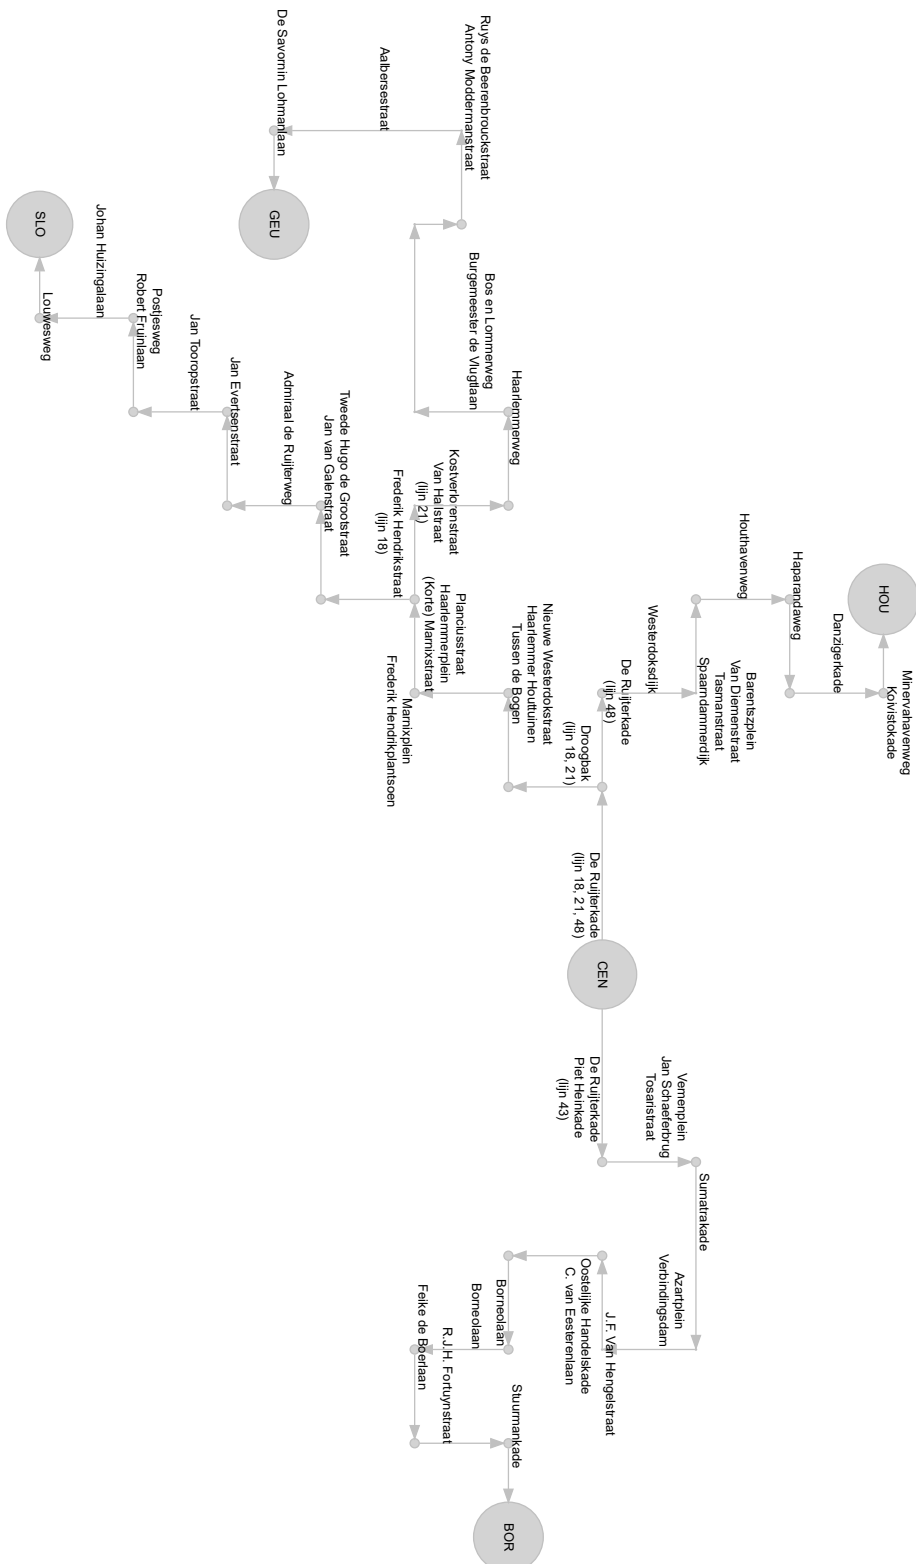 Ruys de Beerenbrouckstraat
Antony Moddermanstraat
Aalbersestraat
De Savornin Lohmanlaan
GEU
SLO
Louwesweg
Johan Huizingalaan
Postjesweg
Robert Fruinlaan
Jan Tooropstraat
Jan Evertsenstraat
Admiraal de Ruijterweg
Tweede Hugo de Grootstraat
Jan van Galenstraat
Bos en Lommerweg
Burgemeester de Vlugtlaan
Haarlemmerweg
Kostverlorenstraat
Van Hallstraat
(lijn 21)
Frederik Hendrikstraat
(lijn 18)
Planciusstraat
Haarlemmerplein
(Korte) Marnixstraat
Marnixplein
Frederik Hendrikplantsoen
Nieuwe Westerdokstraat
Haarlemmer Houttuinen
Tussen de Bogen
Droogbak
(lijn 18, 21)
De Ruijterkade
(lijn 48)
Westerdoksdijk
Barentszplein
Van Diemenstraat
Tasmanstraat
Spaarndammerdijk
Houthavenweg
Haparandaweg
Danzigerkade
Minervahavenweg
Koivistokade
HOU
De Ruijterkade
(lijn 18, 21, 48)
CEN
De Ruijterkade
Piet Heinkade
(lijn 43)
Vemenplein
Jan Schaeferbrug
Tosaristraat
Sumatrakade
Azartplein
Verbindingsdam
J.F. Van Hengelstraat
Oostelijke Handelskade
C. van Eesterenlaan
Borneolaan
Borneolaan
R.J.H. Fortuynstraat
Feike de Boerlaan
Stuurmankade
BOR